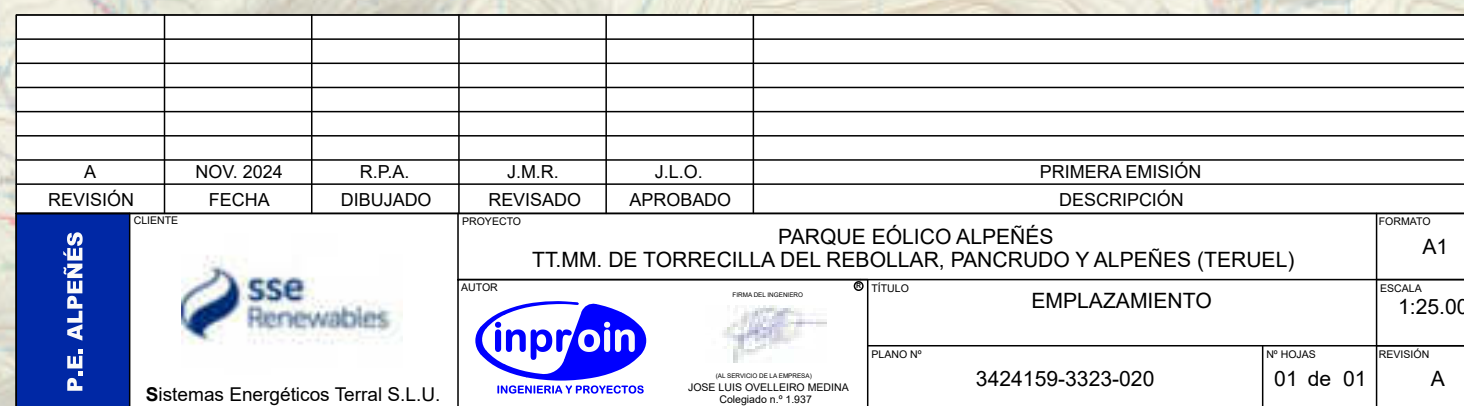 A NOV. 2024 R.P.A. J.M.R. J.L.O. PRIMERA EMISIÓN
REVISIÓN FECHA DIBUJADO REVISADO APROBADO DESCRIPCIÓN
P.E. ALPEÑÉS
CLIENTE
sse
Renewables
Sistemas Energéticos Terral S.L.U.
PROYECTO
PARQUE EÓLICO ALPEÑÉS
TT.MM. DE TORRECILLA DEL REBOLLAR, PANCRUDO Y ALPEÑES (TERUEL)
FORMATO
A1
AUTOR
inproin
INGENIERIA Y PROYECTOS
FIRMA DEL INGENIERO
®
(AL SERVICIO DE LA EMPRESA)
JOSE LUIS OVELLEIRO MEDINA
Colegiado n.º 1.937
TÍTULO
EMPLAZAMIENTO
ESCALA
1:25.00
PLANO Nº
3424159-3323-020
Nº HOJAS
01 de 01
REVISIÓN
A